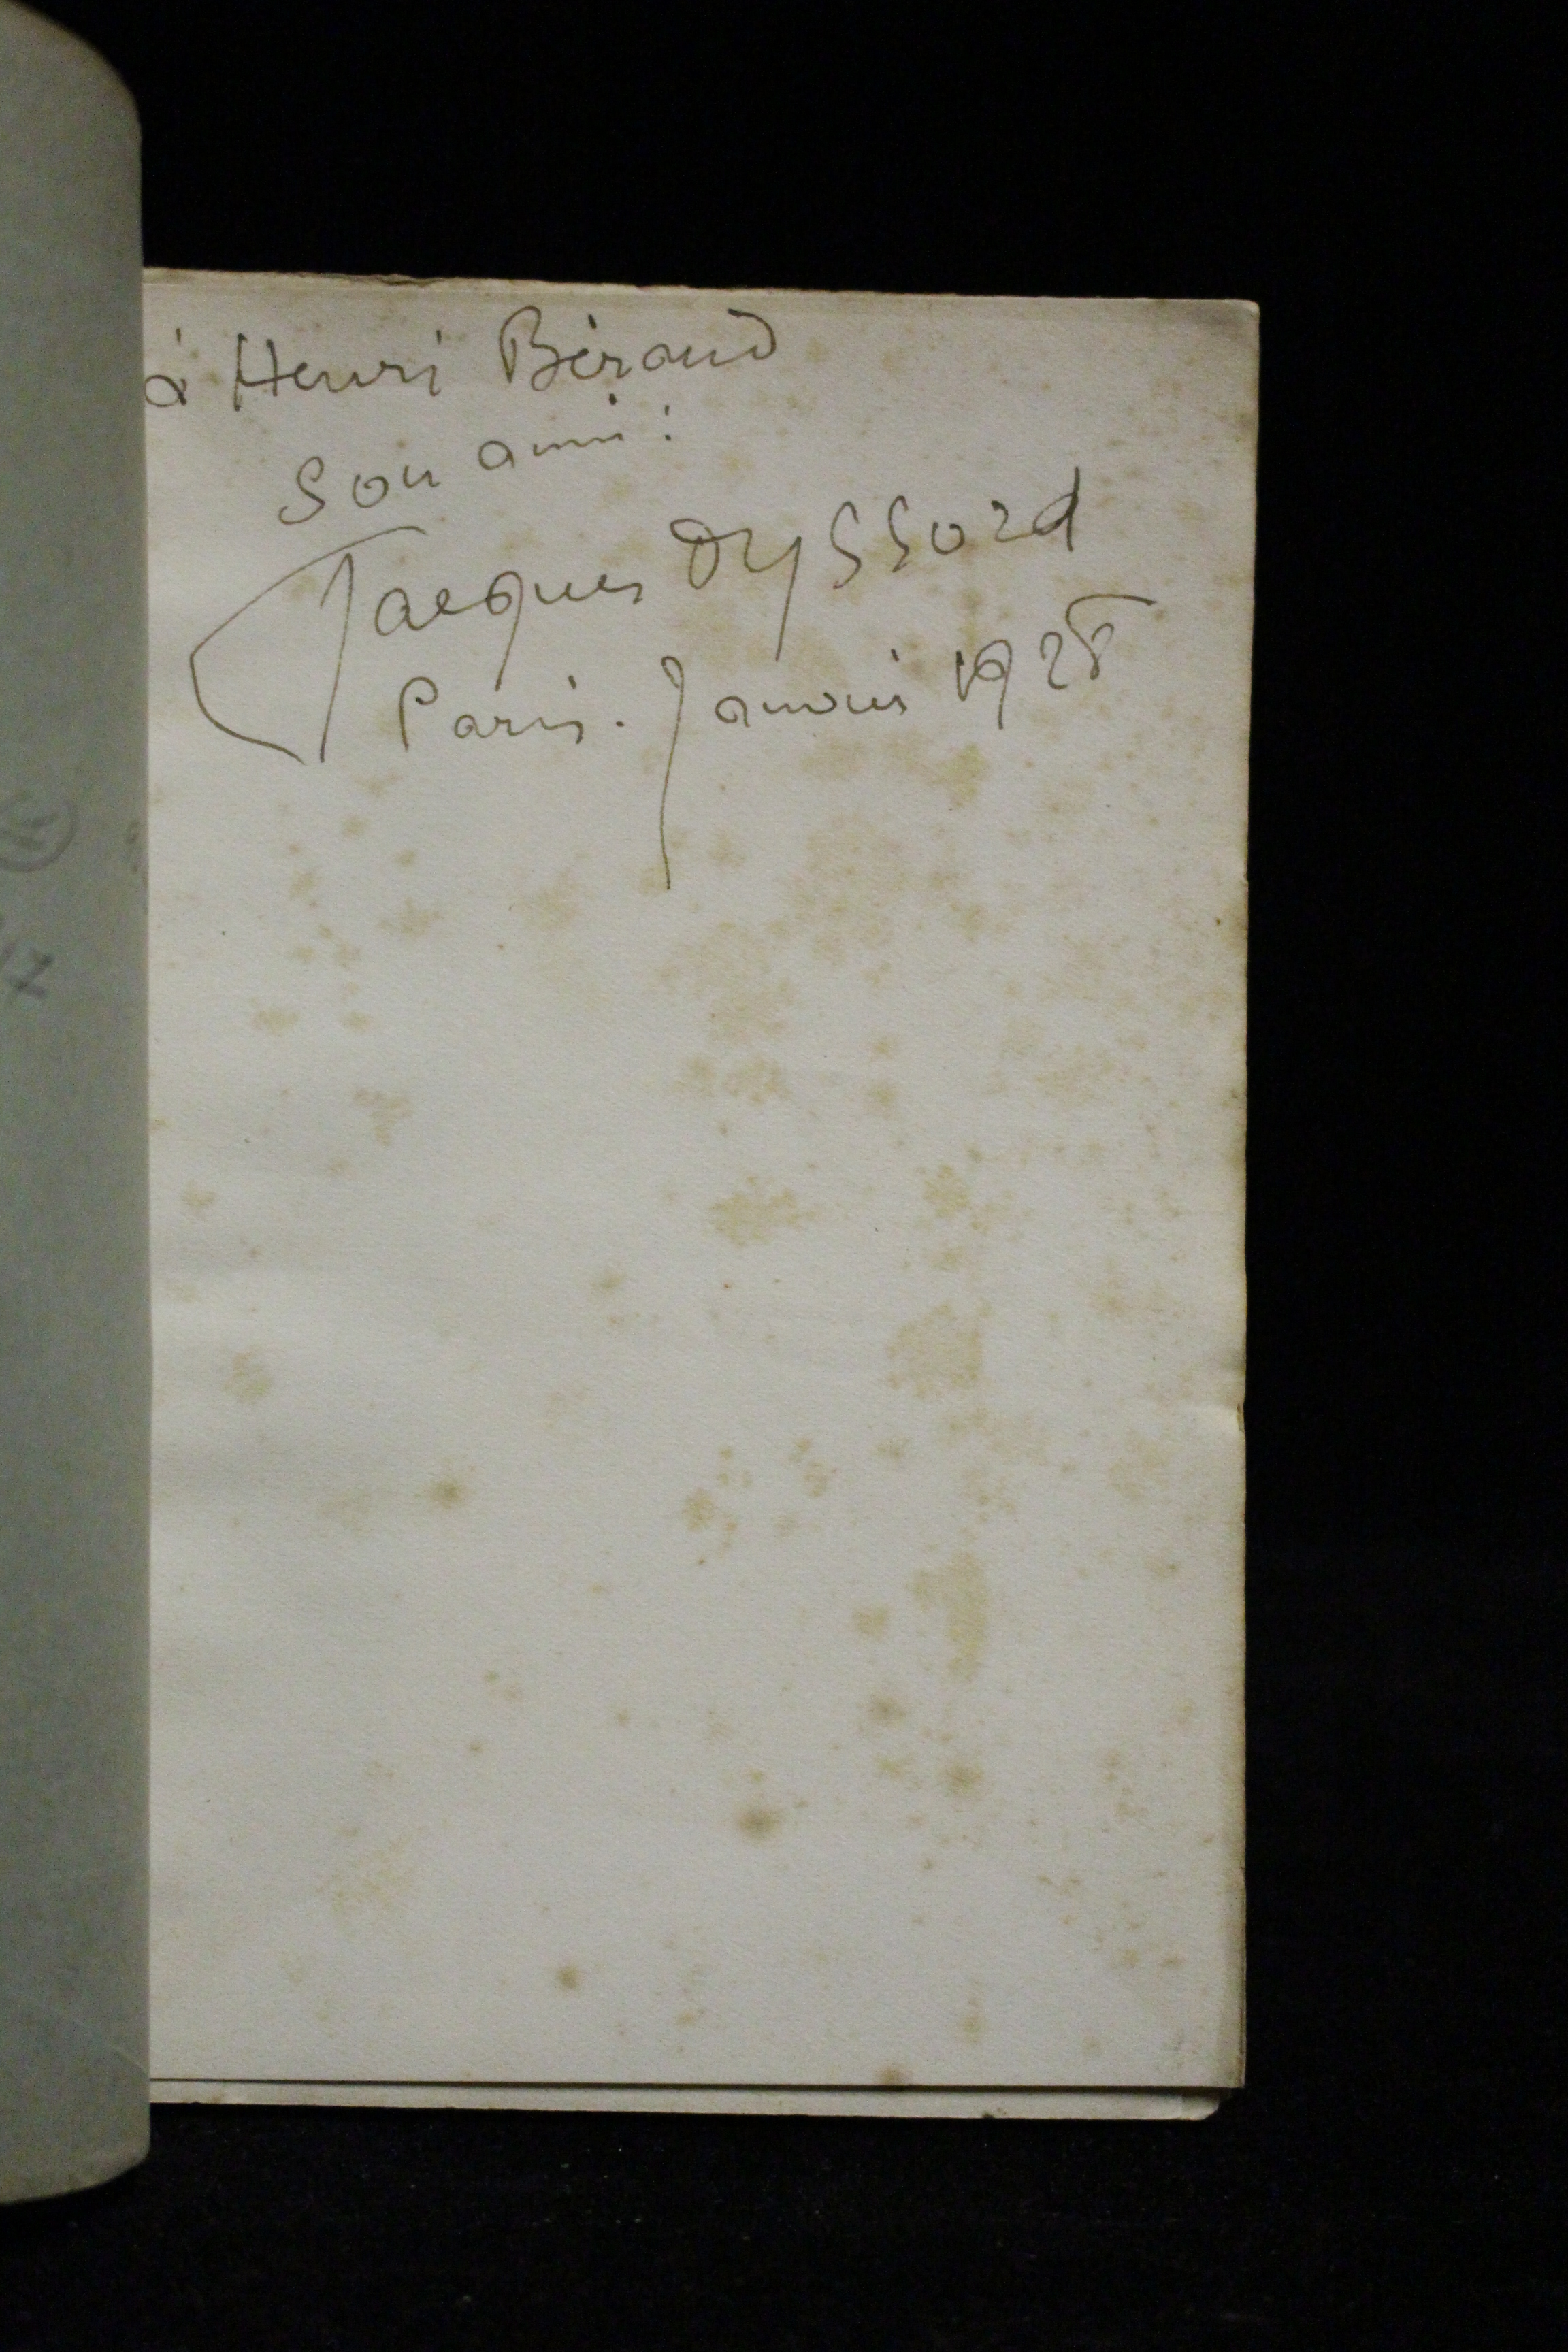 à Henri Béraud
Son ami :
Jacques Dyssord
Paris. Janvier 1928